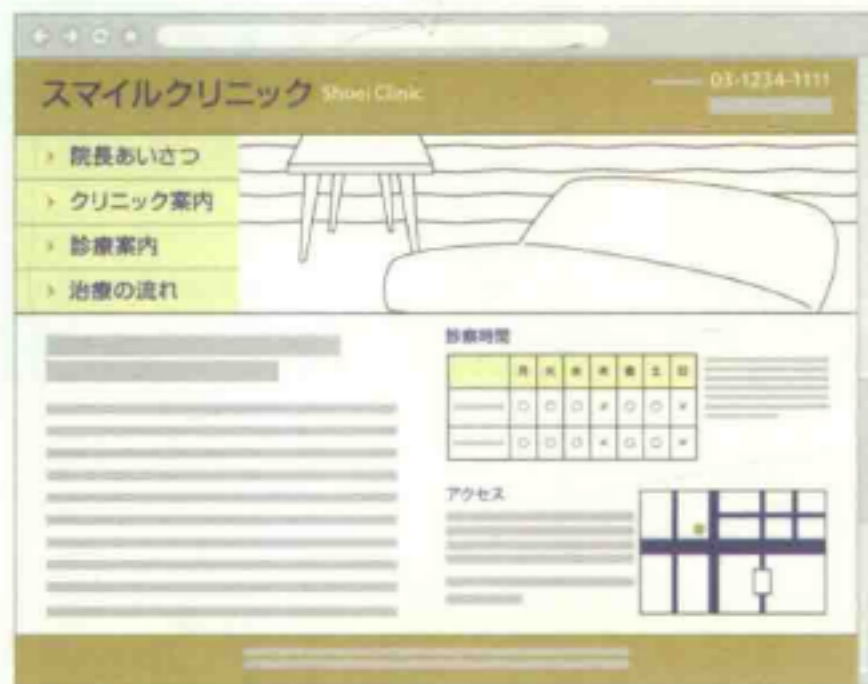 スマイルクリニック Shoei Clinic
03-1234-1111
院長あいさつ
クリニック案内
診療案内
治療の流れ
診察時間
月 火 水 木 金 土 日
○ ○ ○ × ○ ○ ×
○ ○ ○ × ○ ○ ×
アクセス